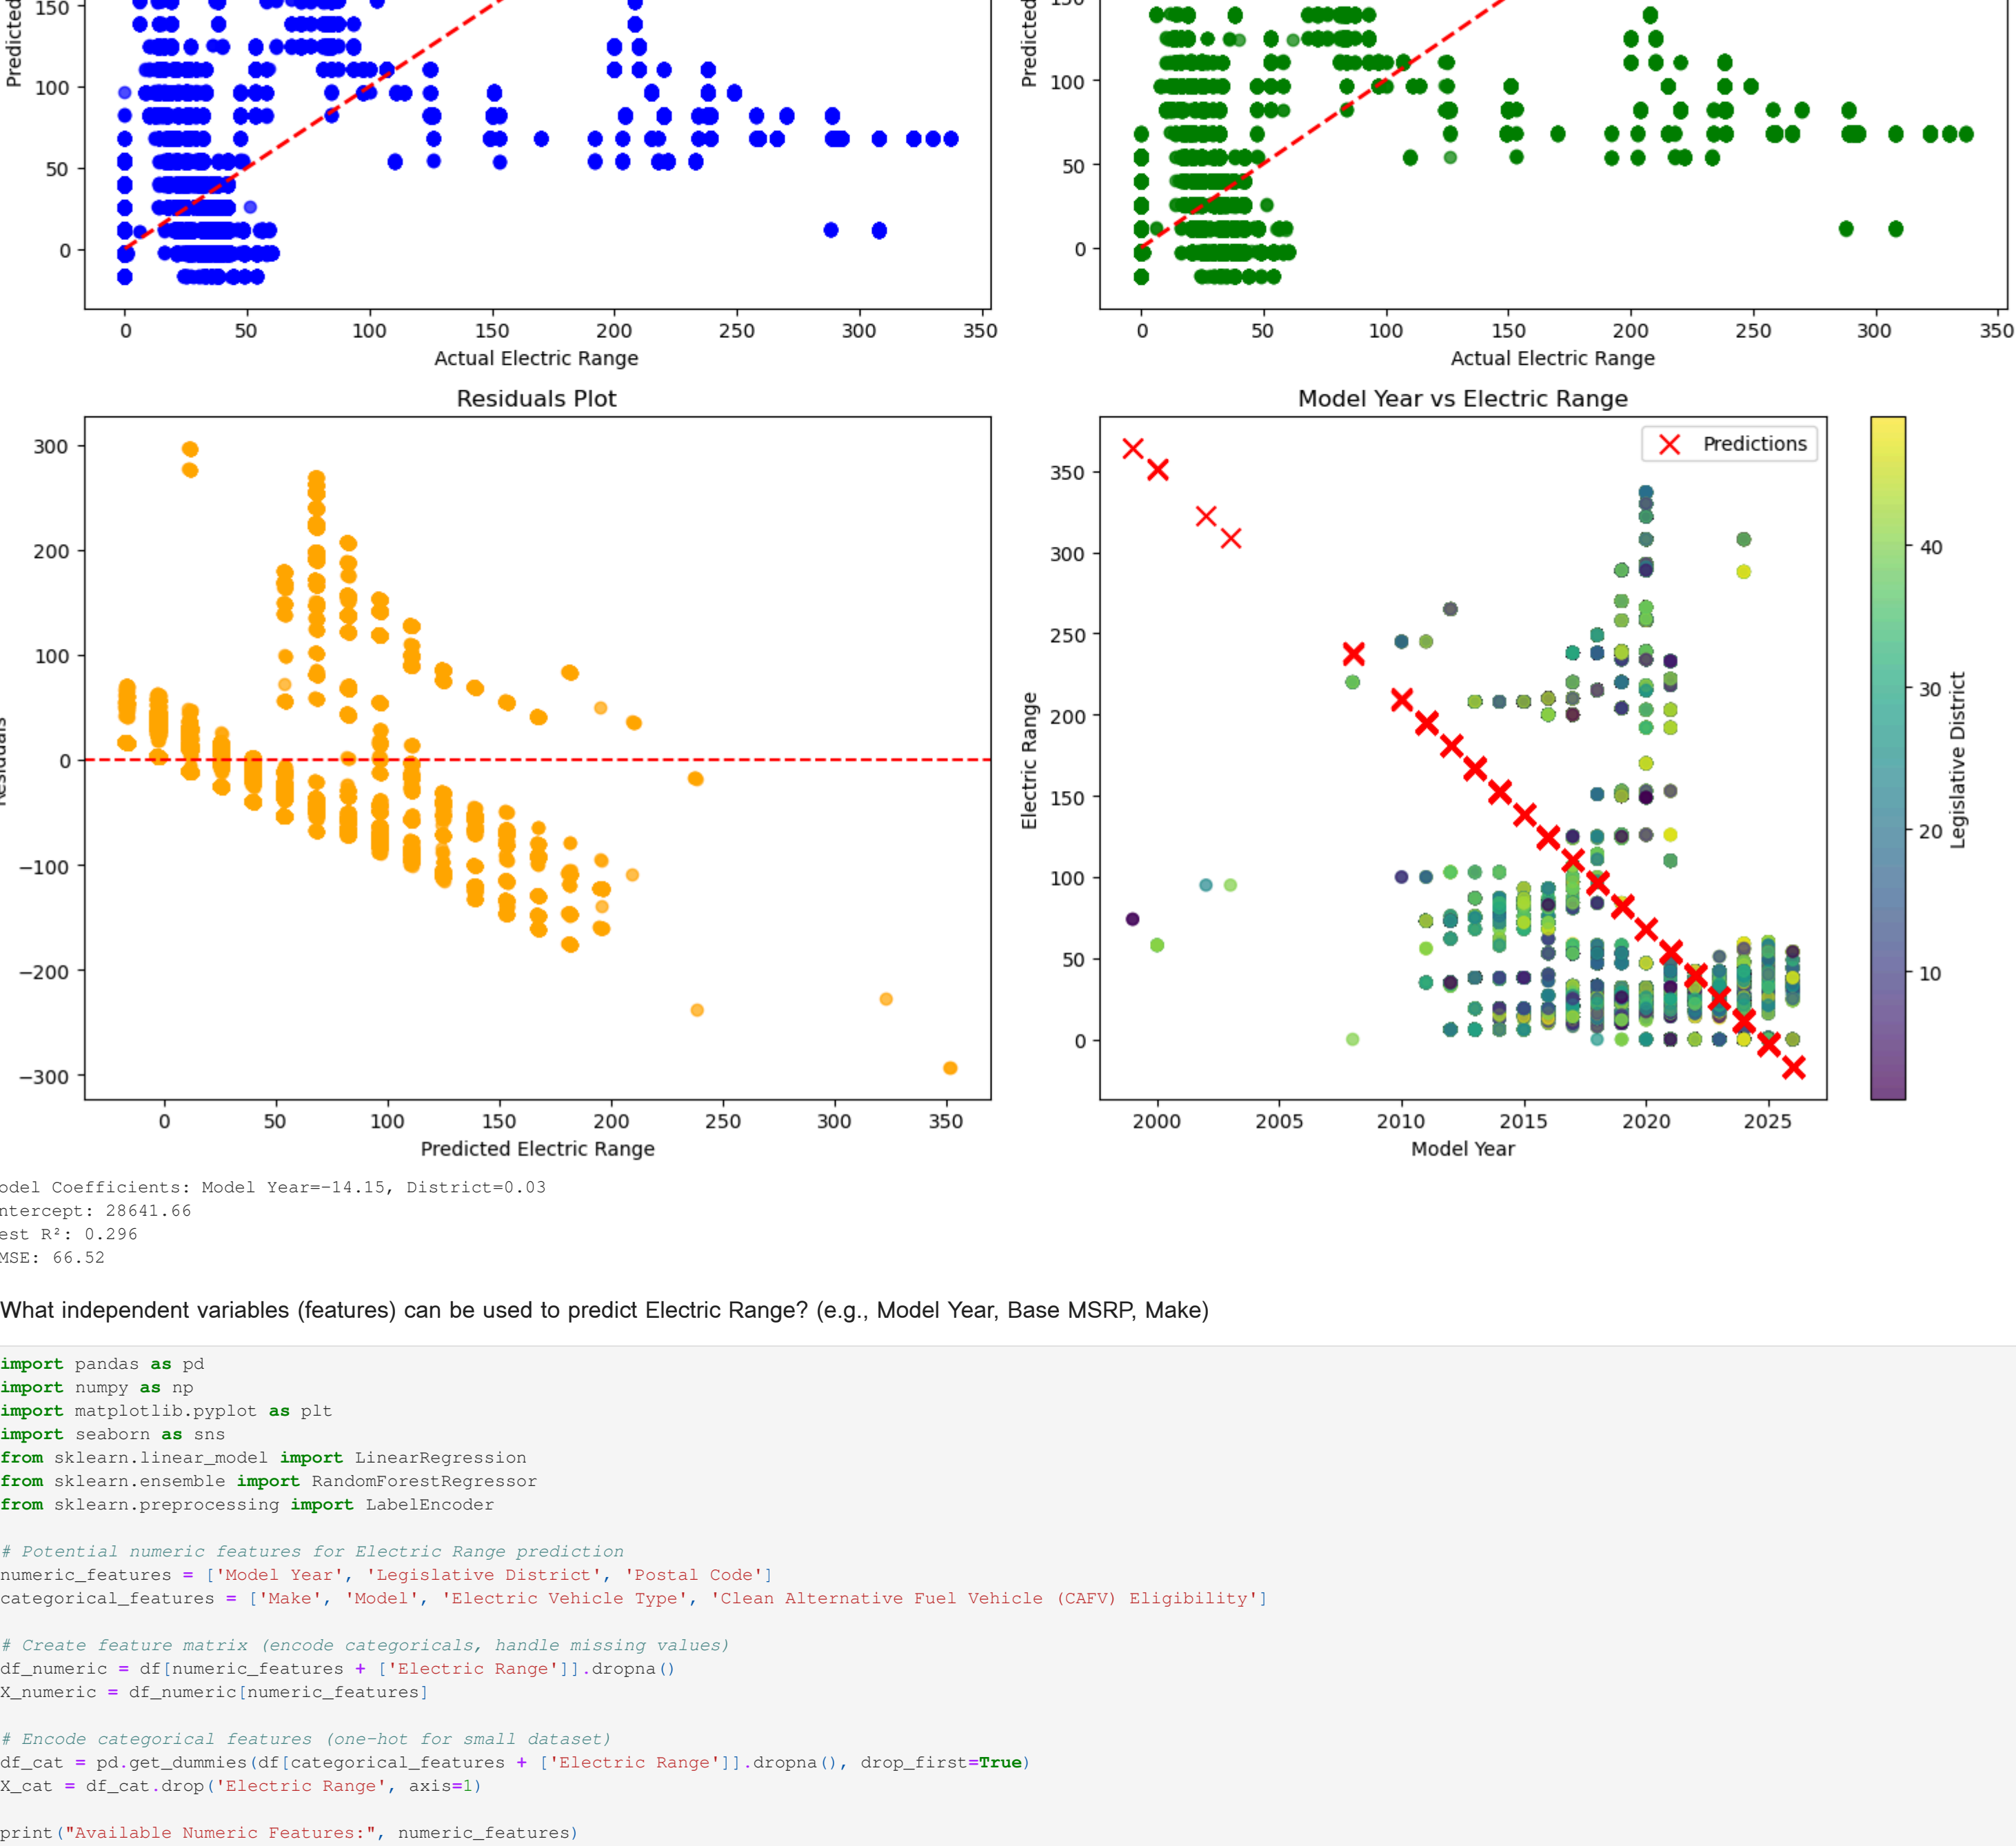 Predicted
150
100
50
0
0 50 100 150 200 250 300 350
Actual Electric Range
Predicted
150
100
50
0
0 50 100 150 200 250 300 350
Actual Electric Range
Residuals Plot
300
200
100
0
−100
−200
−300
0 50 100 150 200 250 300 350
Predicted Electric Range
Model Year vs Electric Range
Predictions
Electric Range
350
300
250
200
150
100
50
0
2000 2005 2010 2015 2020 2025
Model Year
40
30
20
10
Legislative District
odel Coefficients: Model Year=-14.15, District=0.03
ntercept: 28641.66
est R²: 0.296
MSE: 66.52
What independent variables (features) can be used to predict Electric Range? (e.g., Model Year, Base MSRP, Make)
import pandas as pd
import numpy as np
import matplotlib.pyplot as plt
import seaborn as sns
from sklearn.linear_model import LinearRegression
from sklearn.ensemble import RandomForestRegressor
from sklearn.preprocessing import LabelEncoder
# Potential numeric features for Electric Range prediction
numeric_features = ['Model Year', 'Legislative District', 'Postal Code']
categorical_features = ['Make', 'Model', 'Electric Vehicle Type', 'Clean Alternative Fuel Vehicle (CAFV) Eligibility']
# Create feature matrix (encode categoricals, handle missing values)
df_numeric = df[numeric_features + ['Electric Range']].dropna()
X_numeric = df_numeric[numeric_features]
# Encode categorical features (one-hot for small dataset)
df_cat = pd.get_dummies(df[categorical_features + ['Electric Range']].dropna(), drop_first=True)
X_cat = df_cat.drop('Electric Range', axis=1)
print("Available Numeric Features:", numeric_features)